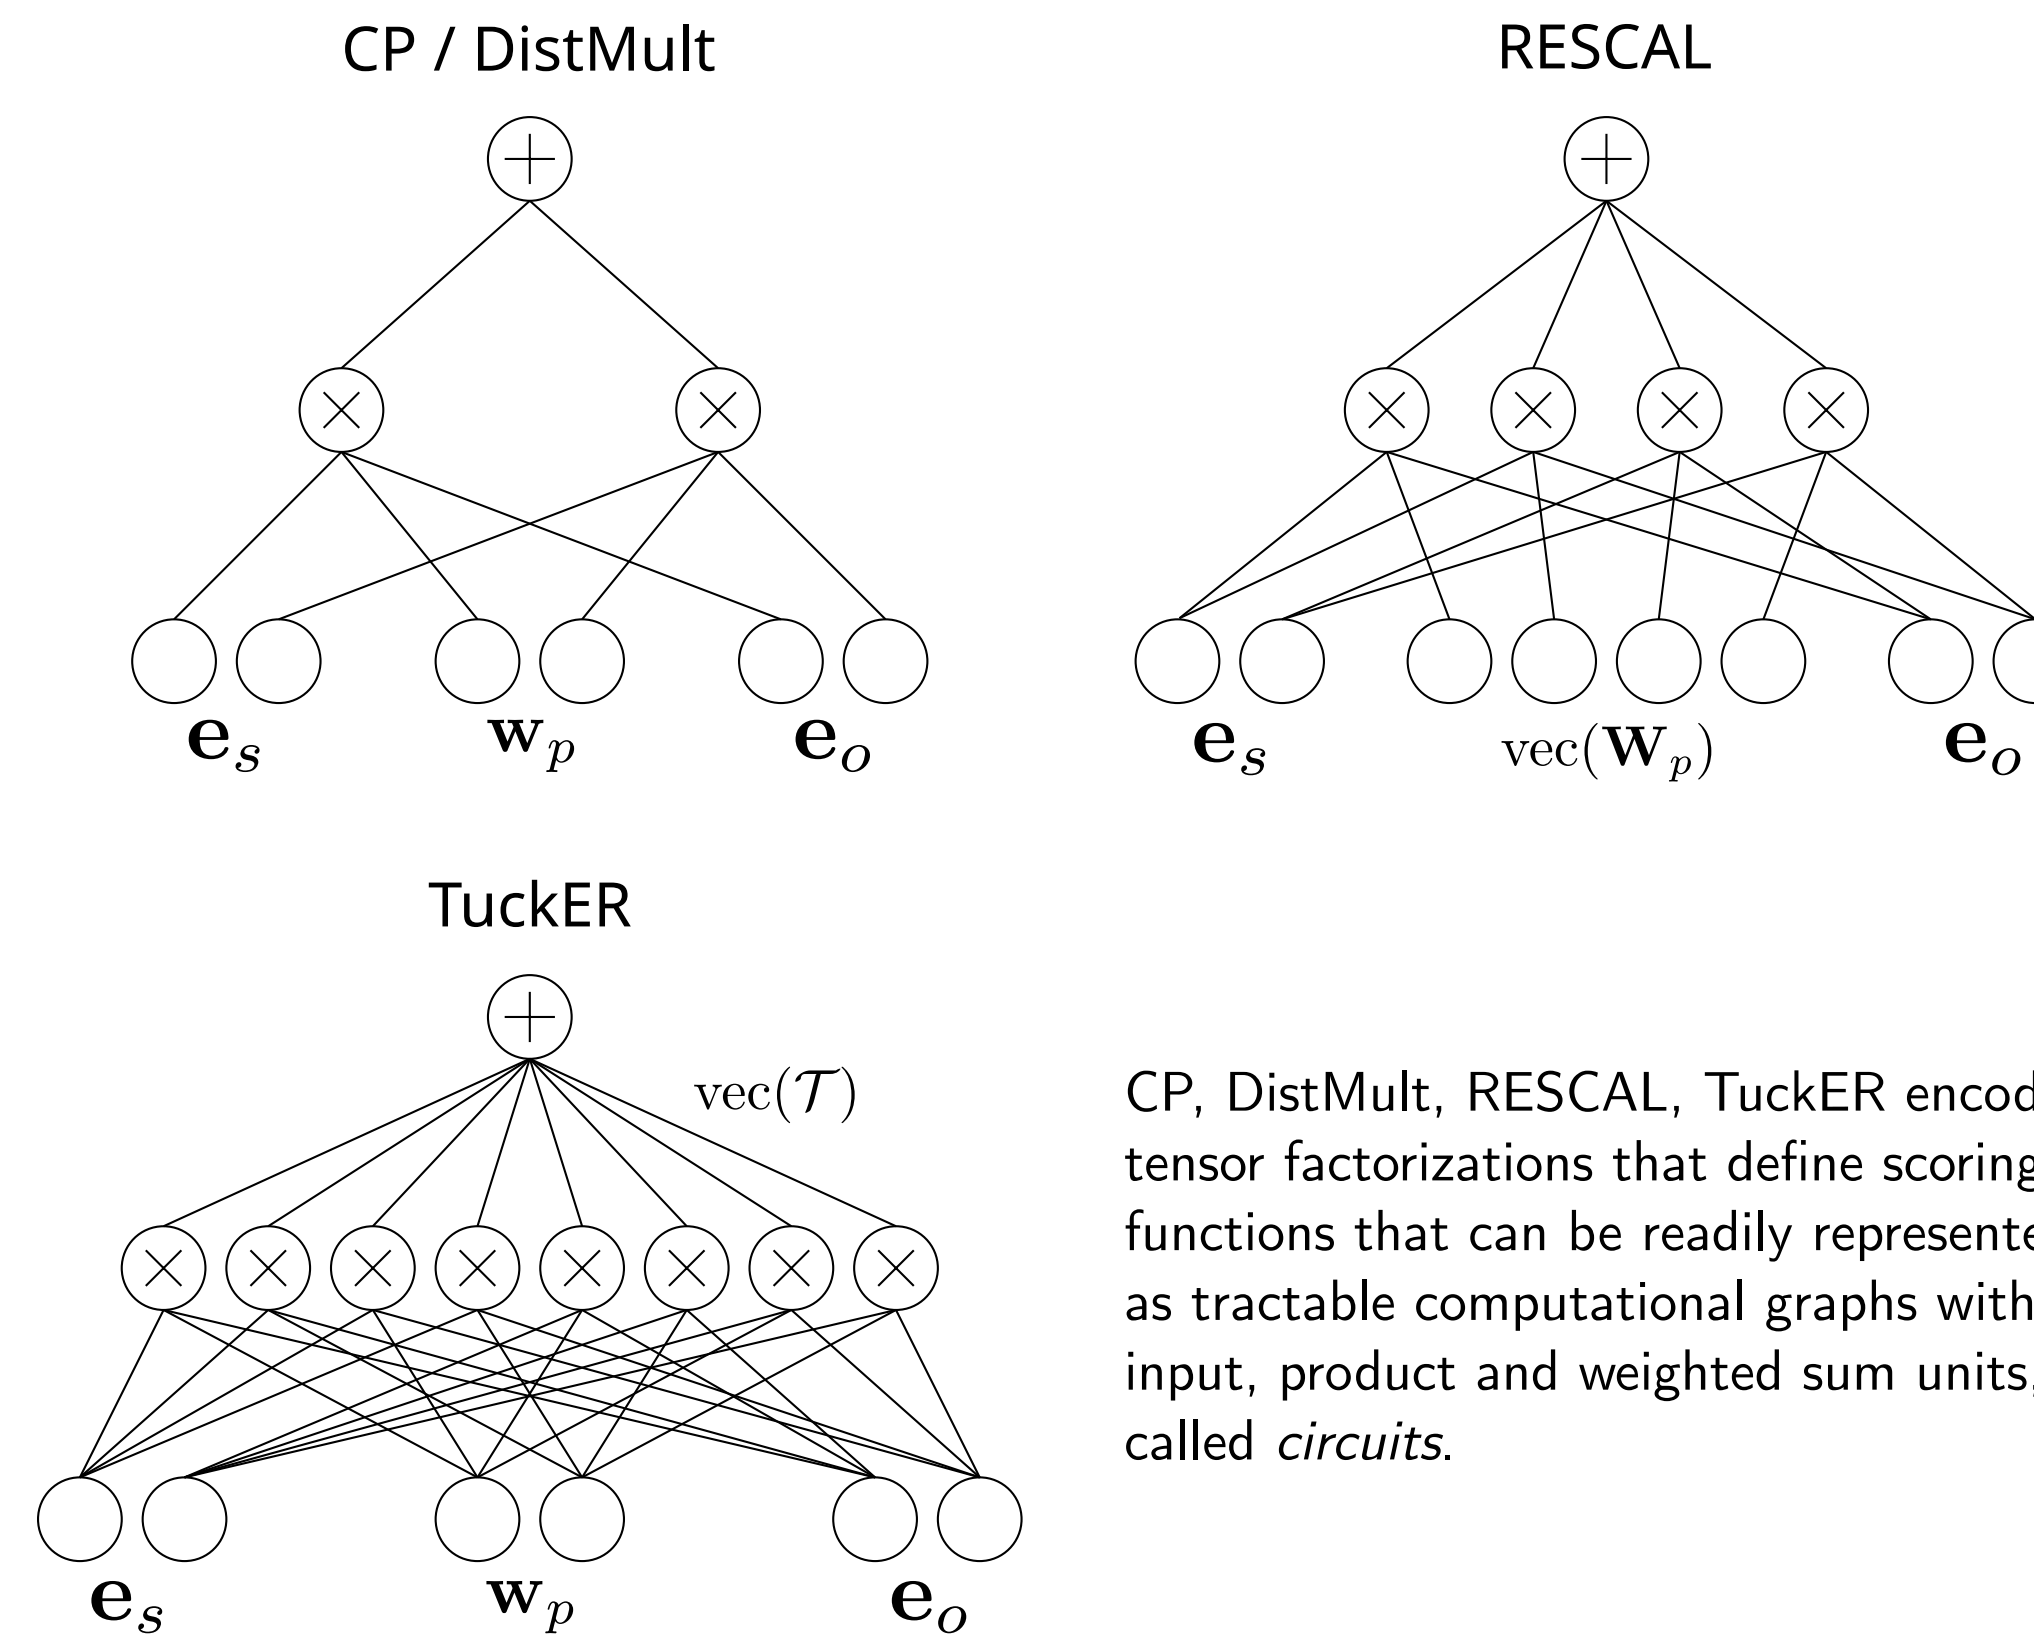 CP / DistMult
RESCAL
e_s w_p e_o
e_s vec(W_p) e_o
TuckER
vec(𝒯)
e_s w_p e_o
CP, DistMult, RESCAL, TuckER encod
tensor factorizations that define scoring
functions that can be readily represente
as tractable computational graphs with
input, product and weighted sum units,
called circuits.